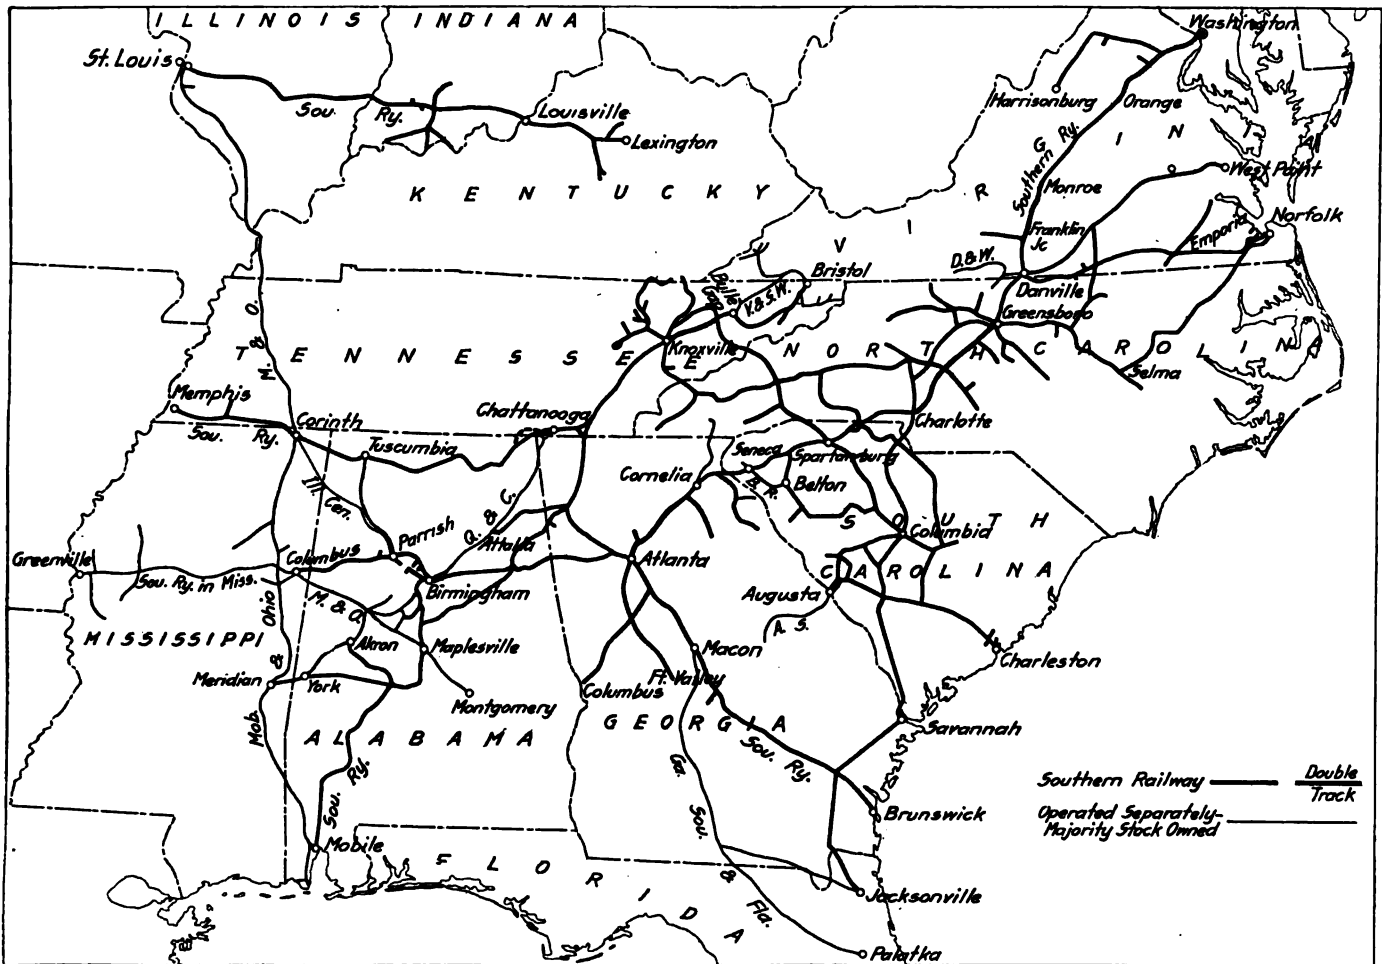 ILLINOIS
INDIANA
Washington
St. Louis
Harrisonburg
Orange
Sou. Ry.
Louisville
Lexington
G
Southern Ry.
West Point
KENTUCKY
VIRGINIA
Monroe
Norfolk
Franklin
Jc
Emporia
D. & W.
Bristol
Bulls
Gap
V. & S. W.
Danville
Greensboro
M. & O.
TENNESSEE
Knoxville
NORTH CAROLINA
Selma
Memphis
Sou. Ry.
Corinth
Chattanooga
Charlotte
Tuscumbia
Seneca
Spartanburg
Cornelia
B. R.
Belton
Ill. Cen.
Q. & C.
SOUTH
Parrish
Attalla
Columbia
Greenville
Columbus
Atlanta
Sou. Ry. in Miss.
Birmingham
CAROLINA
Augusta
M. & O.
A. S.
MISSISSIPPI
Akron
Maplesville
Macon
Charleston
Meridian
York
Columbus
Ft. Valley
Montgomery
Mob. & Ohio
ALABAMA
GEORGIA
Savannah
Sou. Ry.
Sou. Ry.
Southern Railway
Double
Track
Operated Separately-
Majority Stock Owned
Brunswick
Mobile
Ga. Sou. & Fla.
FLORIDA
Jacksonville
Palatka